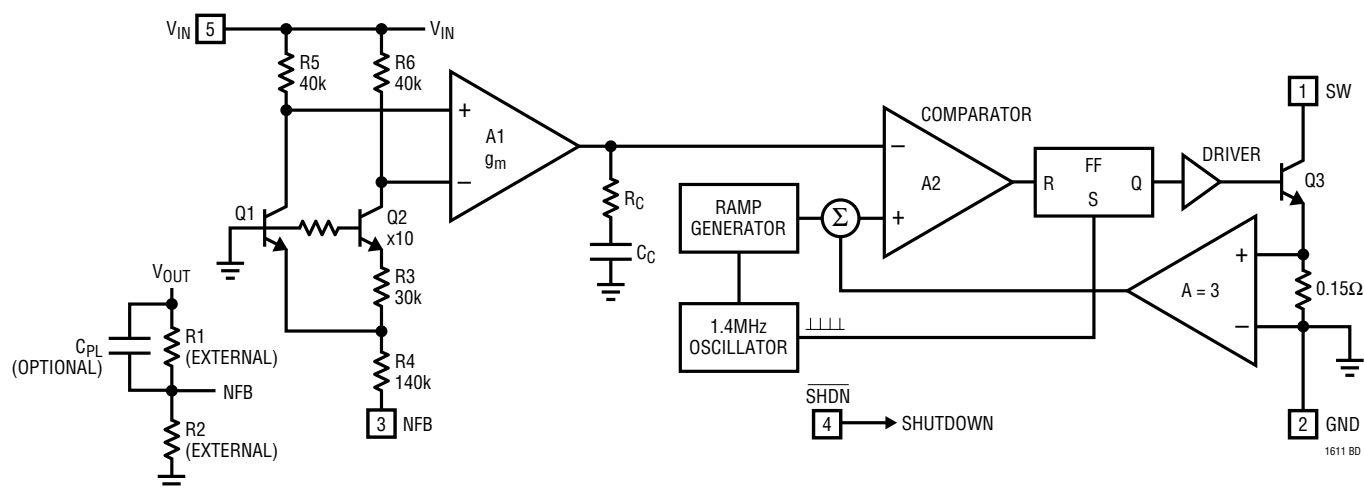 V_IN 5
V_IN
R5
40k
R6
40k
+
A1
g_m
−
Q1
Q2
x10
R3
30k
R4
140k
3 NFB
V_OUT
C_PL
(OPTIONAL)
R1
(EXTERNAL)
NFB
R2
(EXTERNAL)
R_C
C_C
COMPARATOR
−
A2
+
RAMP
GENERATOR
Σ
1.4MHz
OSCILLATOR
FF
R
Q
S
DRIVER
1 SW
Q3
+
A = 3
−
0.15Ω
SHDN
4
SHUTDOWN
2 GND
1611 BD